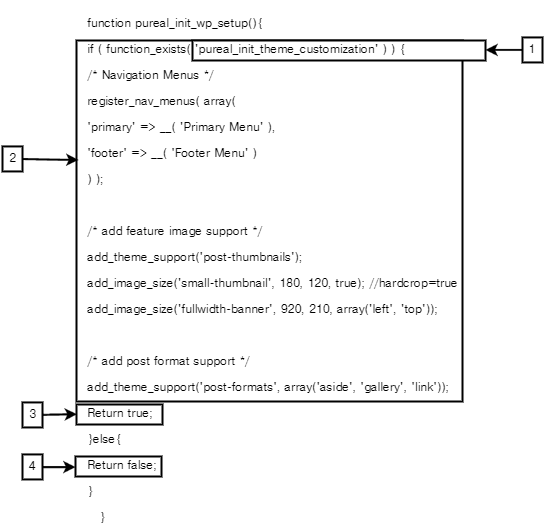 function pureal_init_wp_setup(){
if ( function_exists( 'pureal_init_theme_customization' ) ) {
1
/* Navigation Menus */
register_nav_menus( array(
'primary' => __( 'Primary Menu' ),
2
'footer' => __( 'Footer Menu' )
) );
/* add feature image support */
add_theme_support('post-thumbnails');
add_image_size('small-thumbnail', 180, 120, true); //hardcrop=true
add_image_size('fullwidth-banner', 920, 210, array('left', 'top'));
/* add post format support */
add_theme_support('post-formats', array('aside', 'gallery', 'link'));
3
Return true;
}else{
4
Return false;
}
}